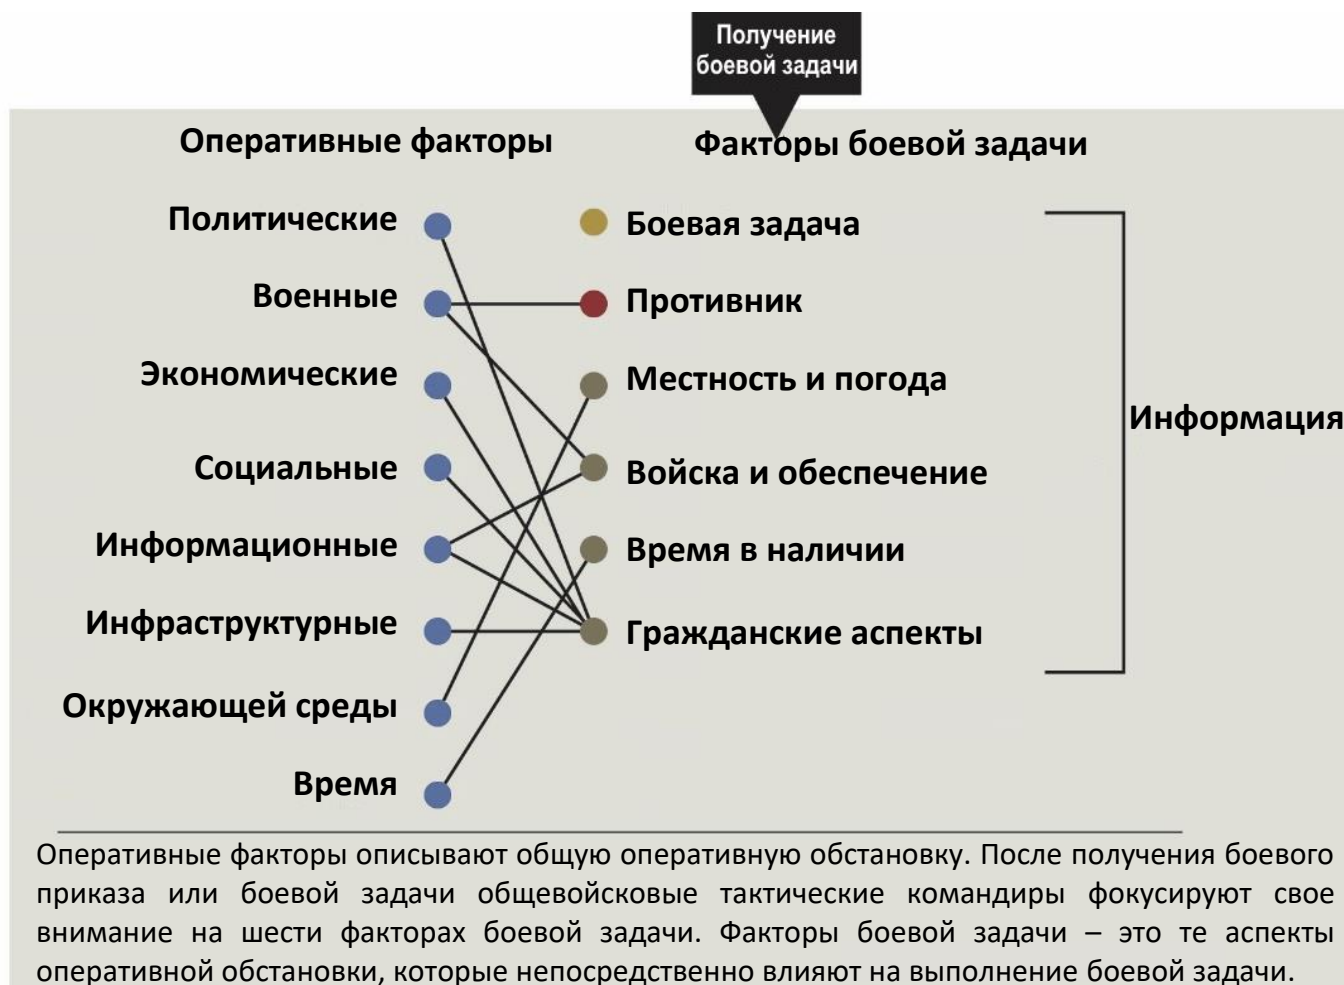 Получение
боевой задачи
Оперативные факторы
Факторы боевой задачи
Политические
Боевая задача
Военные
Противник
Экономические
Местность и погода
Информация
Социальные
Войска и обеспечение
Информационные
Время в наличии
Инфраструктурные
Гражданские аспекты
Окружающей среды
Время
Оперативные факторы описывают общую оперативную обстановку. После получения боевого
приказа или боевой задачи общевойсковые тактические командиры фокусируют свое
внимание на шести факторах боевой задачи. Факторы боевой задачи – это те аспекты
оперативной обстановки, которые непосредственно влияют на выполнение боевой задачи.